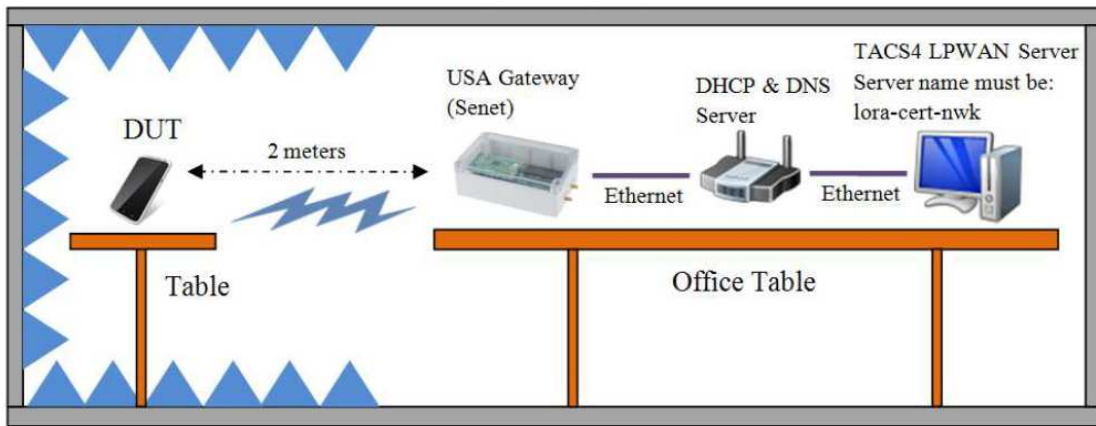 DUT
2 meters
USA Gateway
(Senet)
Ethernet
DHCP & DNS
Server
Ethernet
TACS4 LPWAN Server
Server name must be:
lora-cert-nwk
Table
Office Table